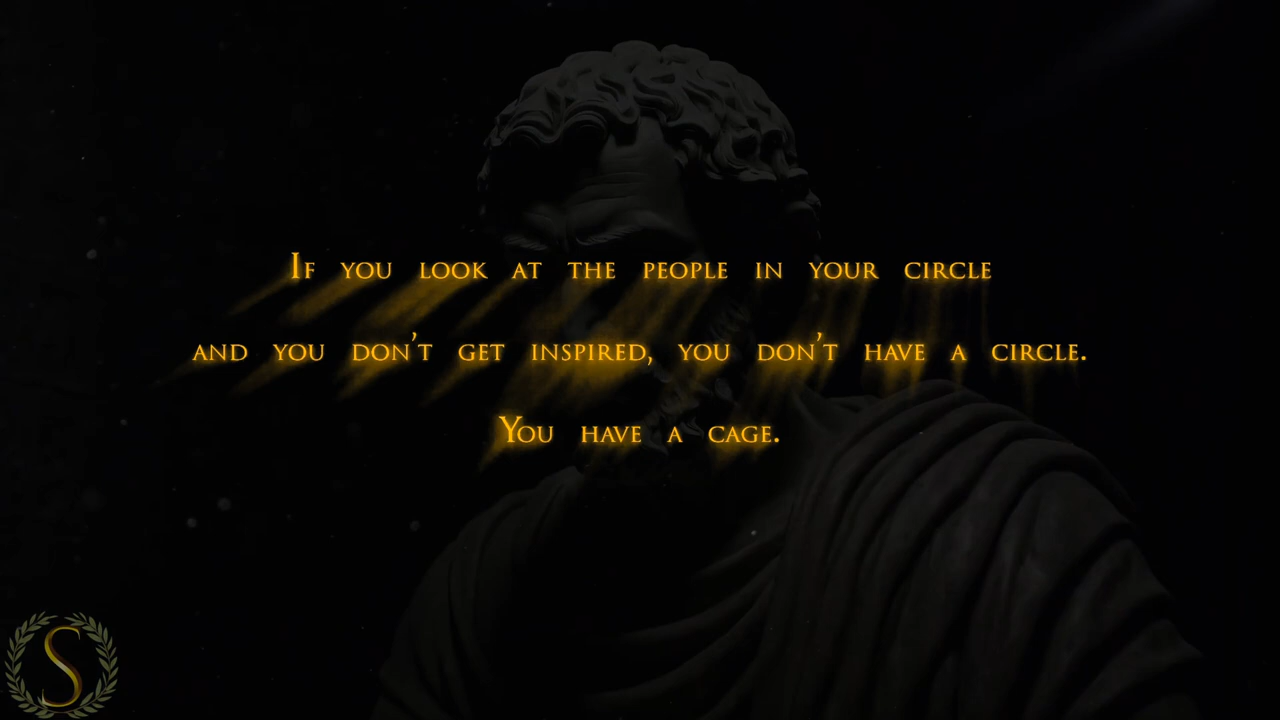 If you look at the people in your circle
and you don't get inspired, you don't have a circle.
You have a cage.
S